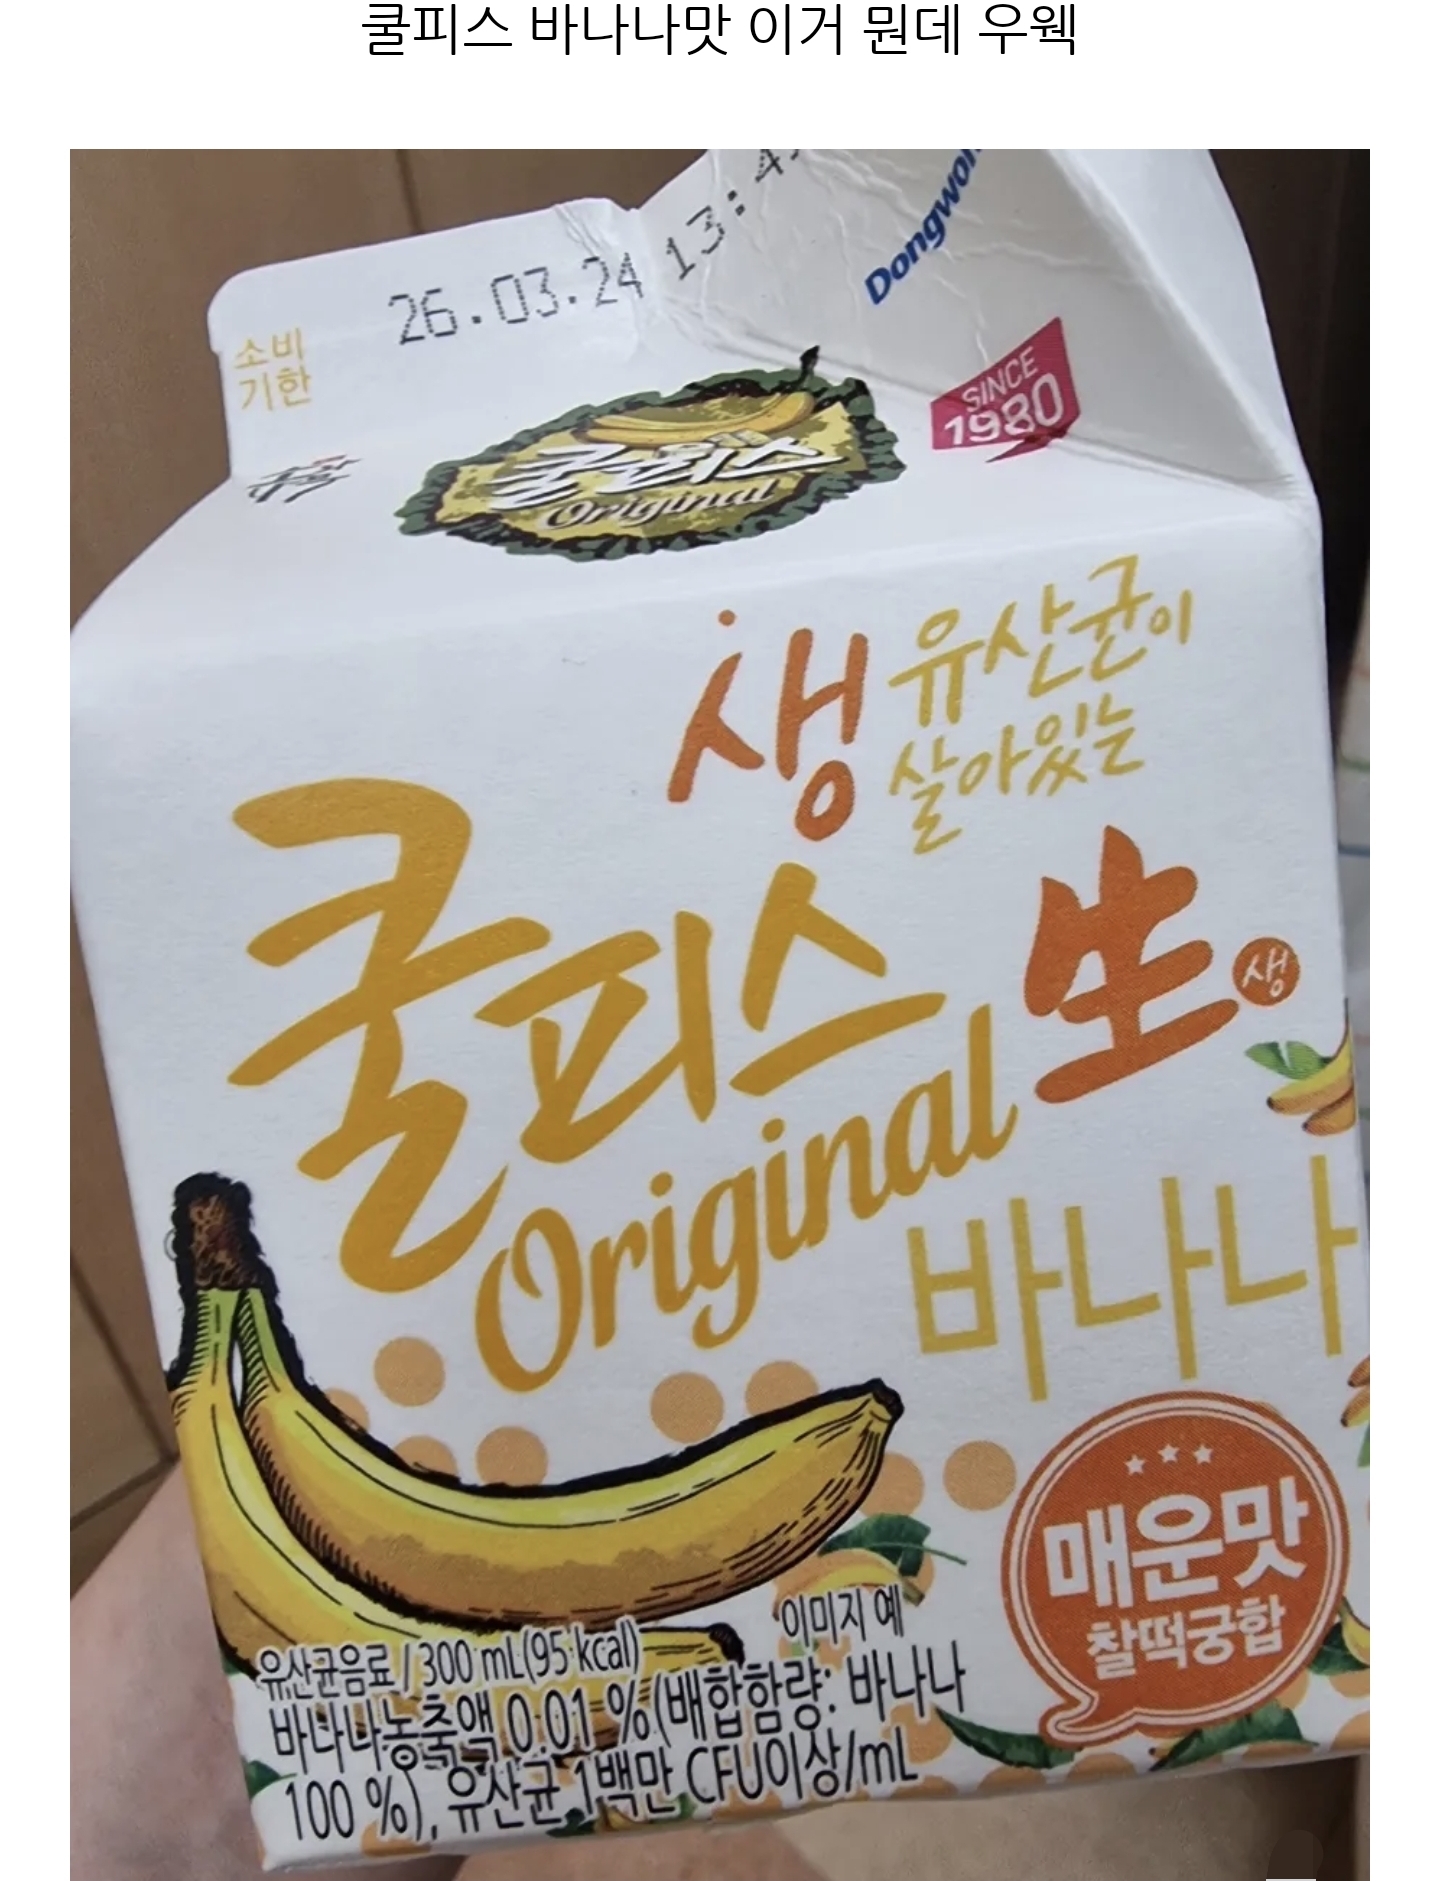 쿨피스 바나나맛 이거 뭔데 우웩
26.03.24 13:4
Dongwon
소비
기한
SINCE
1980
쿨피스
Original
생 유산균이
살아있는
쿨피스 生 생
Original
바나나
매운맛
찰떡궁합
이미지 예
유산균음료 / 300 mL(95 kcal)
바나나농축액 0.01 %(배합함량: 바나나
100 %), 유산균 1백만 CFU이상/mL